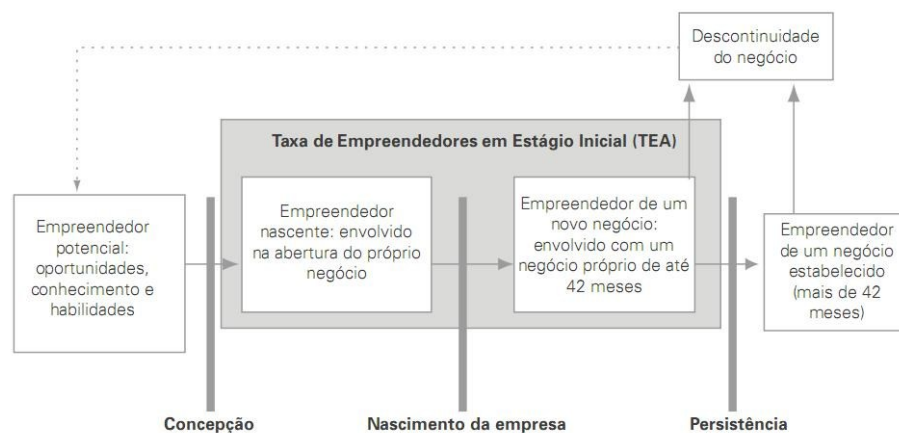 Descontinuidade
do negócio
Taxa de Empreendedores em Estágio Inicial (TEA)
Empreendedor
potencial:
oportunidades,
conhecimento e
habilidades
Empreendedor
nascente: envolvido
na abertura do próprio
negócio
Empreendedor de um
novo negócio:
envolvido com um
negócio próprio de até
42 meses
Empreendedor
de um negócio
estabelecido
(mais de 42
meses)
Concepção
Nascimento da empresa
Persistência